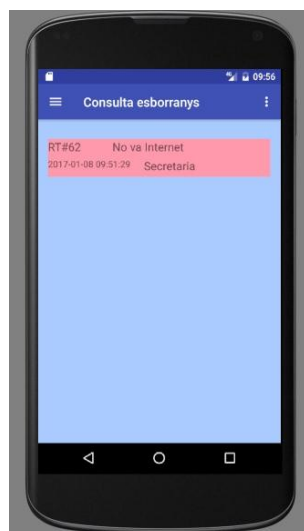 09:56
Consulta esborranys
RT#62 No va Internet
2017-01-08 09:51:29 Secretaria